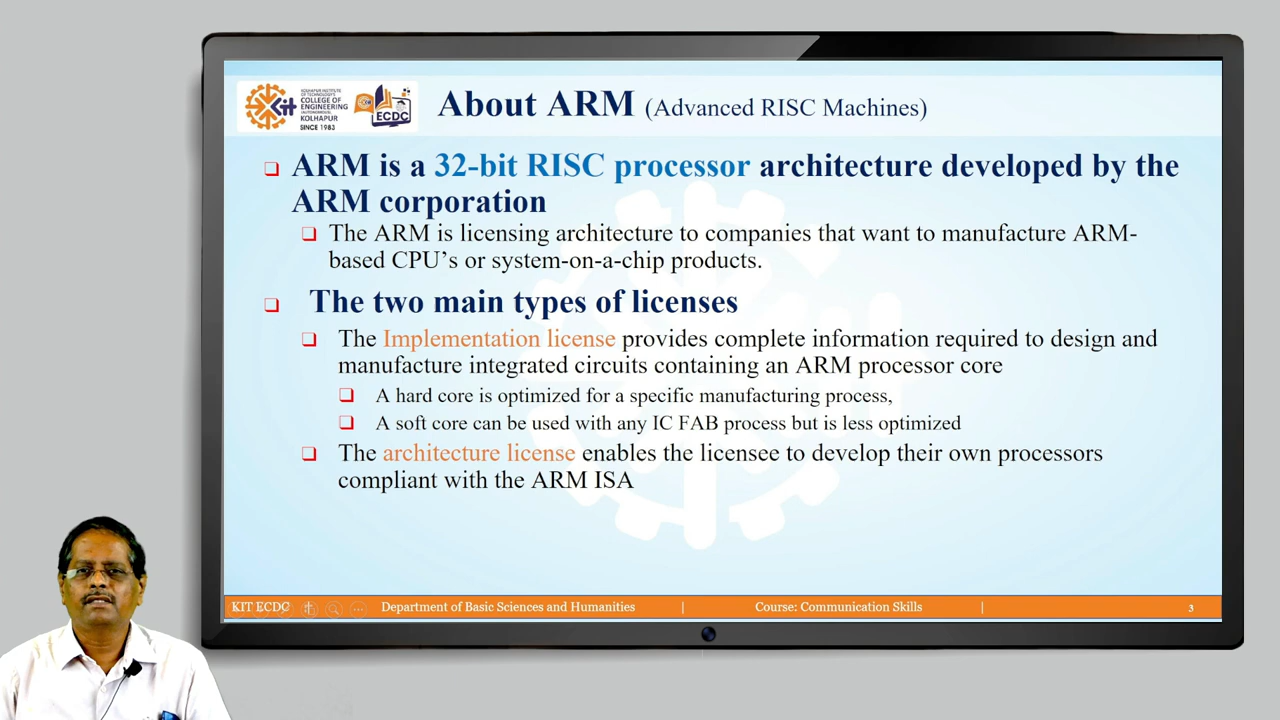 KOLHAPUR INSTITUTE
OF TECHNOLOGY'S
COLLEGE OF
ENGINEERING
(AUTONOMOUS),
KOLHAPUR
SINCE 1983
Kit
ECDC
About ARM (Advanced RISC Machines)
ARM is a 32-bit RISC processor architecture developed by the
ARM corporation
The ARM is licensing architecture to companies that want to manufacture ARM-
based CPU's or system-on-a-chip products.
The two main types of licenses
The Implementation license provides complete information required to design and
manufacture integrated circuits containing an ARM processor core
A hard core is optimized for a specific manufacturing process,
A soft core can be used with any IC FAB process but is less optimized
The architecture license enables the licensee to develop their own processors
compliant with the ARM ISA
KIT ECDC | Department of Basic Sciences and Humanities | Course: Communication Skills | 3